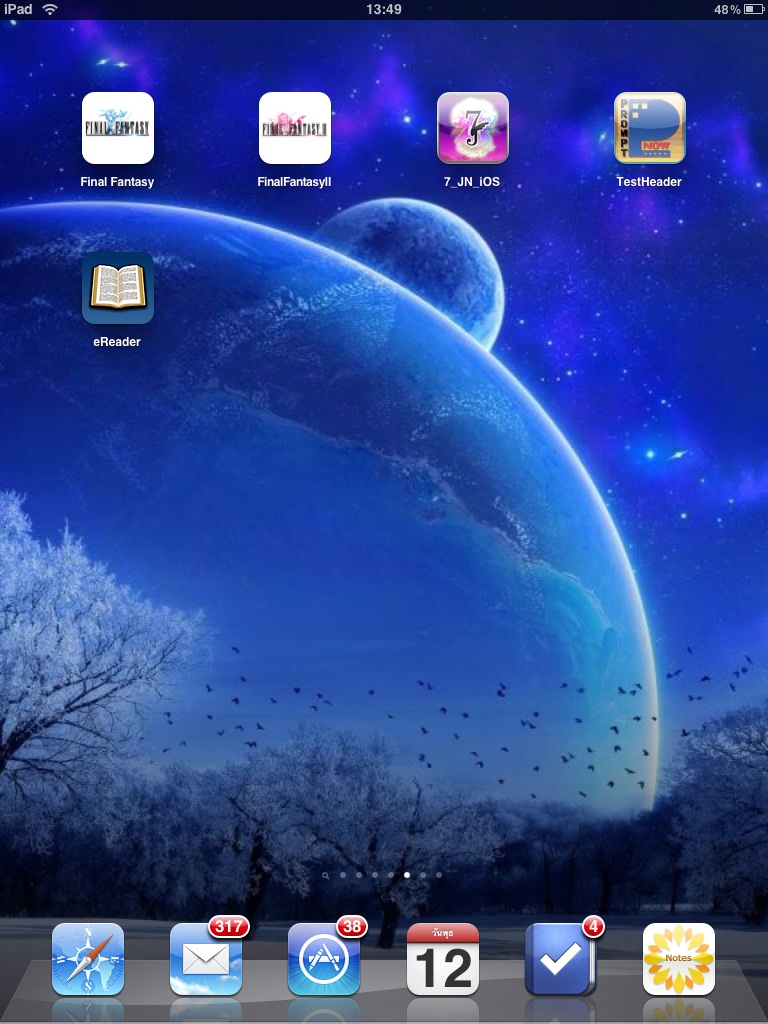 iPad 13:49 48%
FINAL FANTASY
FINAL FANTASY II
7
PROMPT
NOW
Final Fantasy FinalFantasyII 7_JN_iOS TestHeader
eReader
N
317
38
วันพุธ
12
4
Notes
S